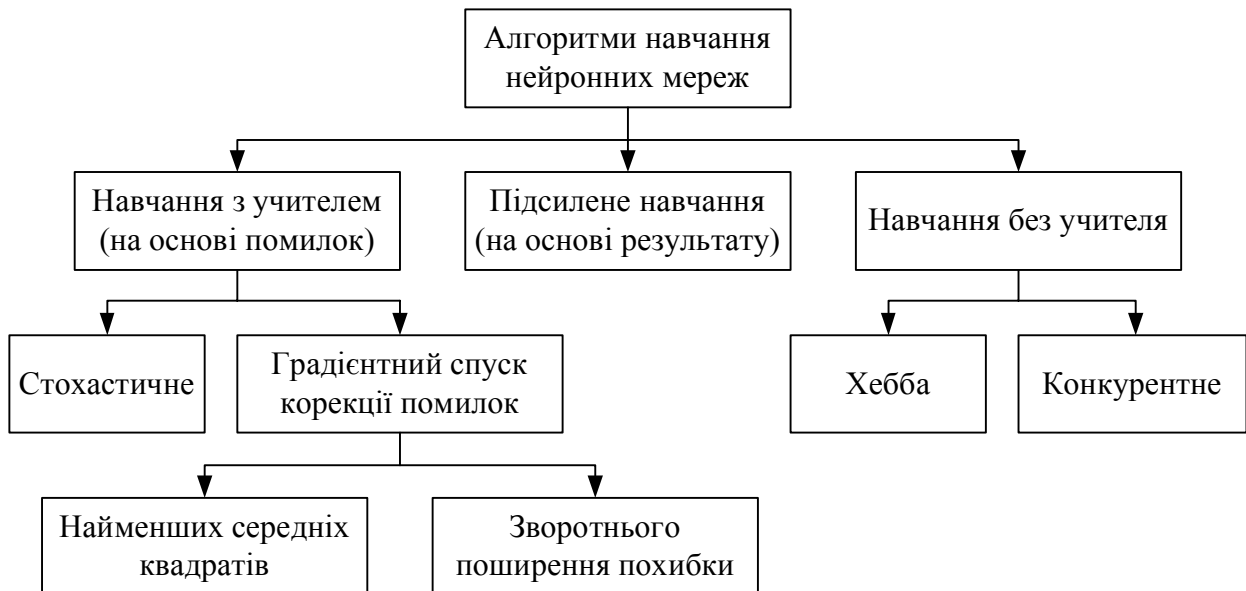 Алгоритми навчання
нейронних мереж
Навчання з учителем
(на основі помилок)
Підсилене навчання
(на основі результату)
Навчання без учителя
Стохастичне
Градієнтний спуск
корекції помилок
Хебба
Конкурентне
Найменших середніх
квадратів
Зворотнього
поширення похибки